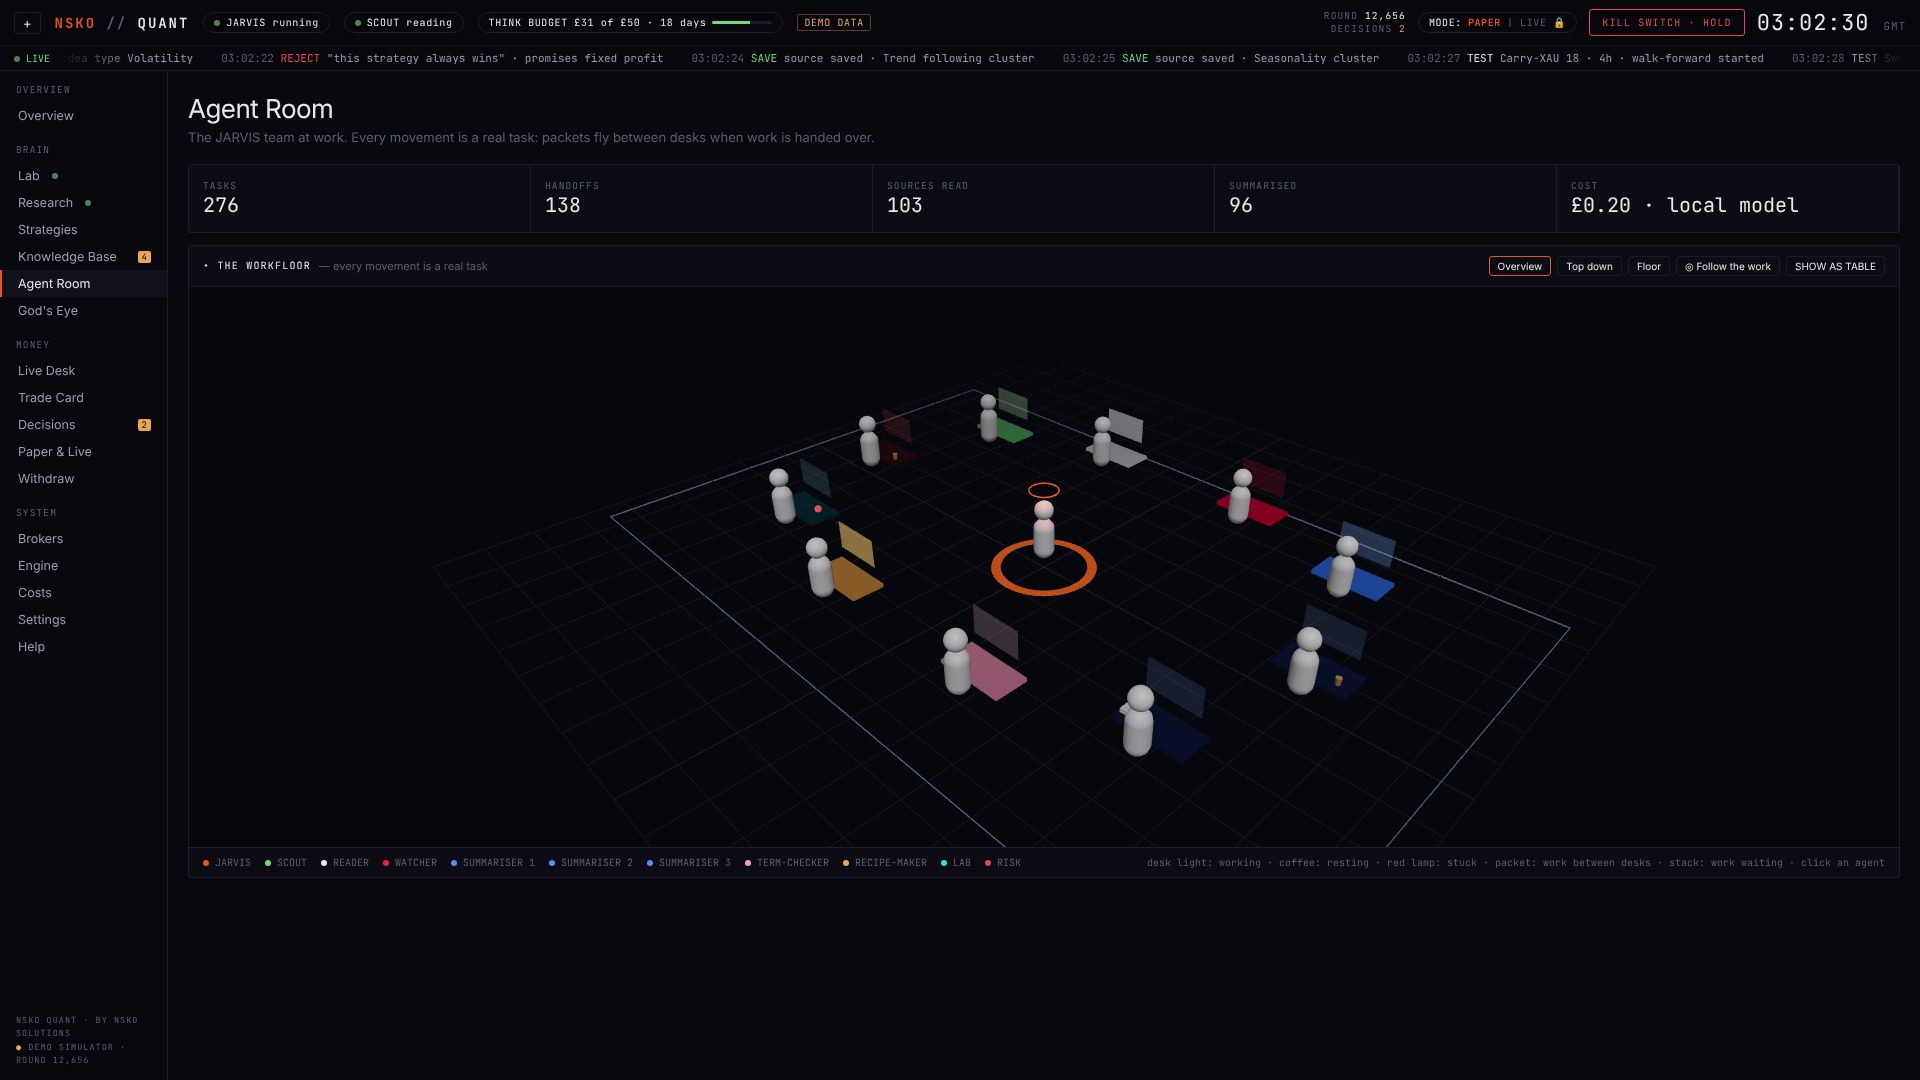 + NSKO // QUANT JARVIS running SCOUT reading THINK BUDGET £31 of £50 · 18 days DEMO DATA
ROUND 12,656
DECISIONS 2
MODE: PAPER | LIVE KILL SWITCH · HOLD 03:02:30 GMT
LIVE idea type Volatility 03:02:22 REJECT "this strategy always wins" · promises fixed profit 03:02:24 SAVE source saved · Trend following cluster 03:02:25 SAVE source saved · Seasonality cluster 03:02:27 TEST Carry-XAU 18 · 4h · walk-forward started 03:02:28 TEST
OVERVIEW
Overview
BRAIN
Lab
Research
Strategies
Knowledge Base 4
Agent Room
God's Eye
MONEY
Live Desk
Trade Card
Decisions 2
Paper & Live
Withdraw
SYSTEM
Brokers
Engine
Costs
Settings
Help
NSKO QUANT · BY NSKO
SOLUTIONS
DEMO SIMULATOR ·
ROUND 12,656
Agent Room
The JARVIS team at work. Every movement is a real task: packets fly between desks when work is handed over.
TASKS
276
HANDOFFS
138
SOURCES READ
103
SUMMARISED
96
COST
£0.20 · local model
• THE WORKFLOOR — every movement is a real task
Overview Top down Floor ◎ Follow the work SHOW AS TABLE
JARVIS SCOUT READER WATCHER SUMMARISER 1 SUMMARISER 2 SUMMARISER 3 TERM-CHECKER RECIPE-MAKER LAB RISK
desk light: working · coffee: resting · red lamp: stuck · packet: work between desks · stack: work waiting · click an agent